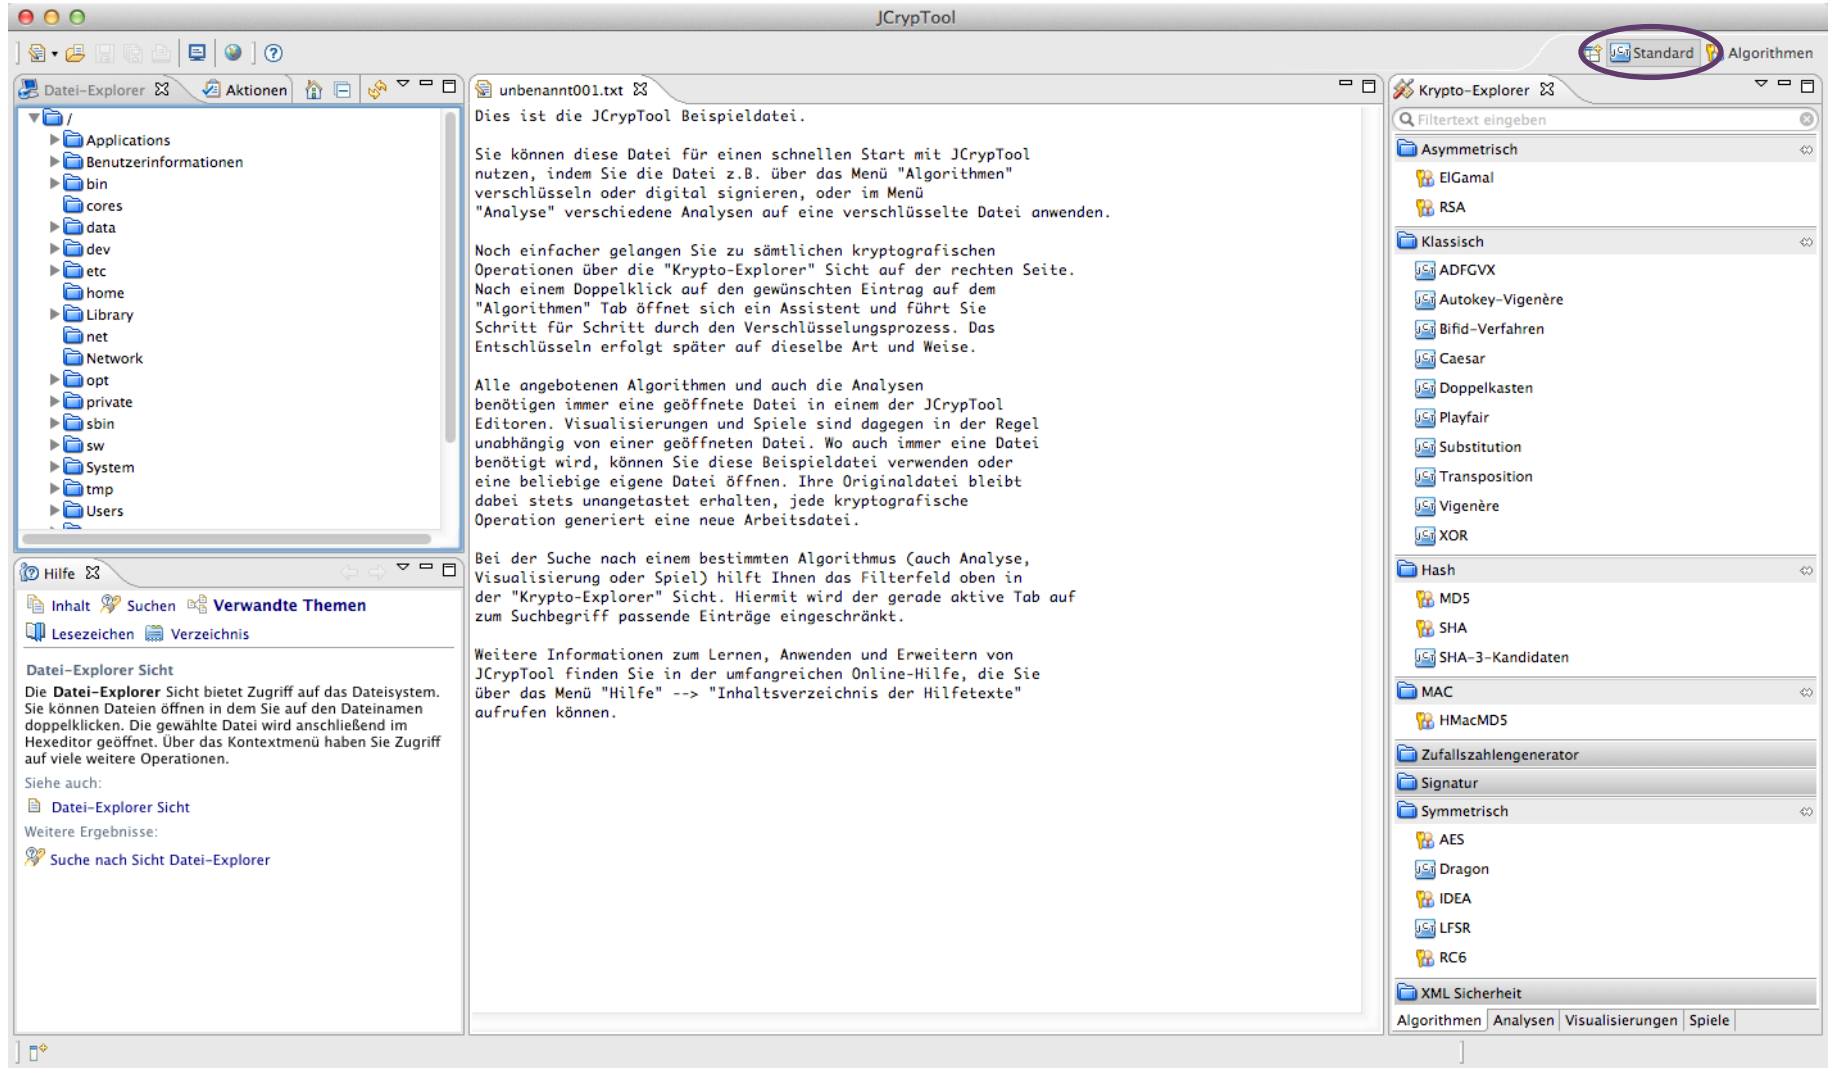 JCrypTool
Standard
Algorithmen
Datei-Explorer
Aktionen
/
Applications
Benutzerinformationen
bin
cores
data
dev
etc
home
Library
net
Network
opt
private
sbin
sw
System
tmp
Users
Hilfe
Inhalt Suchen Verwandte Themen
Lesezeichen Verzeichnis
Datei-Explorer Sicht
Die Datei-Explorer Sicht bietet Zugriff auf das Dateisystem.
Sie können Dateien öffnen in dem Sie auf den Dateinamen
doppelklicken. Die gewählte Datei wird anschließend im
Hexeditor geöffnet. Über das Kontextmenü haben Sie Zugriff
auf viele weitere Operationen.
Siehe auch:
Datei-Explorer Sicht
Weitere Ergebnisse:
Suche nach Sicht Datei-Explorer
unbenannt001.txt
Dies ist die JCrypTool Beispieldatei.
Sie können diese Datei für einen schnellen Start mit JCrypTool
nutzen, indem Sie die Datei z.B. über das Menü "Algorithmen"
verschlüsseln oder digital signieren, oder im Menü
"Analyse" verschiedene Analysen auf eine verschlüsselte Datei anwenden.
Noch einfacher gelangen Sie zu sämtlichen kryptografischen
Operationen über die "Krypto-Explorer" Sicht auf der rechten Seite.
Nach einem Doppelklick auf den gewünschten Eintrag auf dem
"Algorithmen" Tab öffnet sich ein Assistent und führt Sie
Schritt für Schritt durch den Verschlüsselungsprozess. Das
Entschlüsseln erfolgt später auf dieselbe Art und Weise.
Alle angebotenen Algorithmen und auch die Analysen
benötigen immer eine geöffnete Datei in einem der JCrypTool
Editoren. Visualisierungen und Spiele sind dagegen in der Regel
unabhängig von einer geöffneten Datei. Wo auch immer eine Datei
benötigt wird, können Sie diese Beispieldatei verwenden oder
eine beliebige eigene Datei öffnen. Ihre Originaldatei bleibt
dabei stets unangetastet erhalten, jede kryptografische
Operation generiert eine neue Arbeitsdatei.
Bei der Suche nach einem bestimmten Algorithmus (auch Analyse,
Visualisierung oder Spiel) hilft Ihnen das Filterfeld oben in
der "Krypto-Explorer" Sicht. Hiermit wird der gerade aktive Tab auf
zum Suchbegriff passende Einträge eingeschränkt.
Weitere Informationen zum Lernen, Anwenden und Erweitern von
JCrypTool finden Sie in der umfangreichen Online-Hilfe, die Sie
über das Menü "Hilfe" --> "Inhaltsverzeichnis der Hilfetexte"
aufrufen können.
Krypto-Explorer
Filtertext eingeben
Asymmetrisch
ElGamal
RSA
Klassisch
ADFGVX
Autokey-Vigenère
Bifid-Verfahren
Caesar
Doppelkasten
Playfair
Substitution
Transposition
Vigenère
XOR
Hash
MD5
SHA
SHA-3-Kandidaten
MAC
HMacMD5
Zufallszahlengenerator
Signatur
Symmetrisch
AES
Dragon
IDEA
LFSR
RC6
XML Sicherheit
Algorithmen Analysen Visualisierungen Spiele